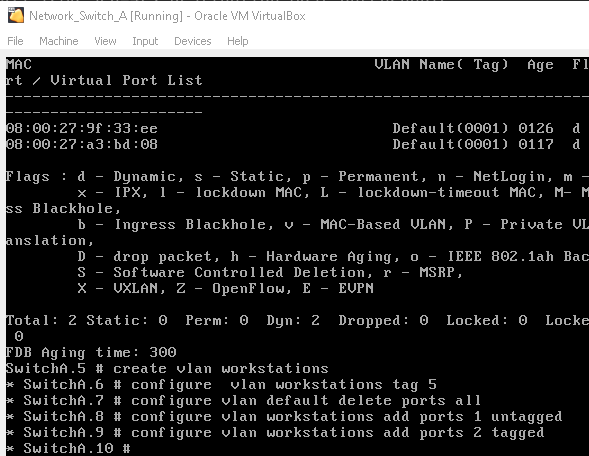 Network_Switch_A [Running] - Oracle VM VirtualBox
File Machine View Input Devices Help
MAC VLAN Name( Tag) Age Fl
rt / Virtual Port List
--------------------------------------------------------------------------
----------------------
08:00:27:9f:33:ee Default(0001) 0126 d
08:00:27:a3:bd:08 Default(0001) 0117 d
Flags : d - Dynamic, s - Static, p - Permanent, n - NetLogin, m -
x - IPX, l - lockdown MAC, L - lockdown-timeout MAC, M- M
ss Blackhole,
b - Ingress Blackhole, v - MAC-Based VLAN, P - Private VL
anslation,
D - drop packet, h - Hardware Aging, o - IEEE 802.1ah Bac
S - Software Controlled Deletion, r - MSRP,
X - VXLAN, Z - OpenFlow, E - EVPN
Total: 2 Static: 0 Perm: 0 Dyn: 2 Dropped: 0 Locked: 0 Locke
0
FDB Aging time: 300
SwitchA.5 # create vlan workstations
* SwitchA.6 # configure vlan workstations tag 5
* SwitchA.7 # configure vlan default delete ports all
* SwitchA.8 # configure vlan workstations add ports 1 untagged
* SwitchA.9 # configure vlan workstations add ports 2 tagged
* SwitchA.10 #